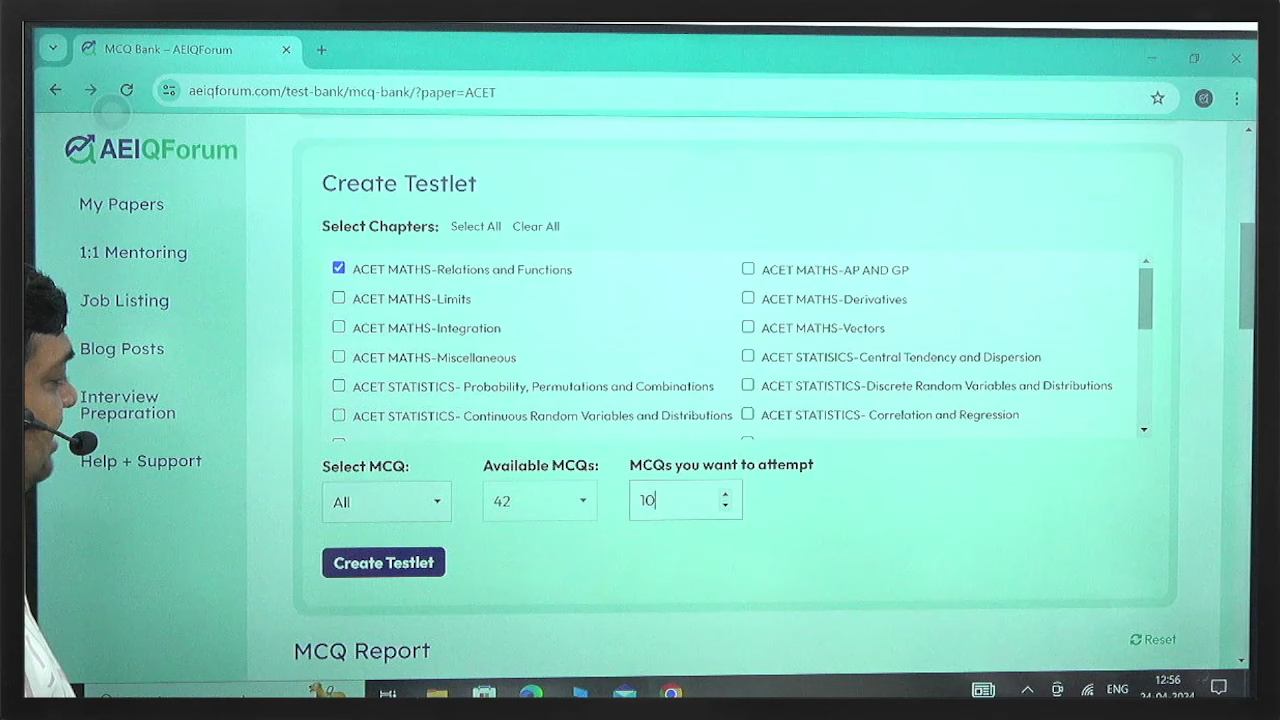 MCQ Bank – AEIQForum
aeiqforum.com/test-bank/mcq-bank/?paper=ACET
AEIQForum
My Papers
1:1 Mentoring
Job Listing
Blog Posts
Interview
Preparation
Help + Support
Create Testlet
Select Chapters: Select All Clear All
ACET MATHS-Relations and Functions
ACET MATHS-AP AND GP
ACET MATHS-Limits
ACET MATHS-Derivatives
ACET MATHS-Integration
ACET MATHS-Vectors
ACET MATHS-Miscellaneous
ACET STATISICS-Central Tendency and Dispersion
ACET STATISTICS- Probability, Permutations and Combinations
ACET STATISTICS-Discrete Random Variables and Distributions
ACET STATISTICS- Continuous Random Variables and Distributions
ACET STATISTICS- Correlation and Regression
Select MCQ: Available MCQs: MCQs you want to attempt
All 42 10
Create Testlet
MCQ Report
Reset
ENG
12:56
24-04-2024